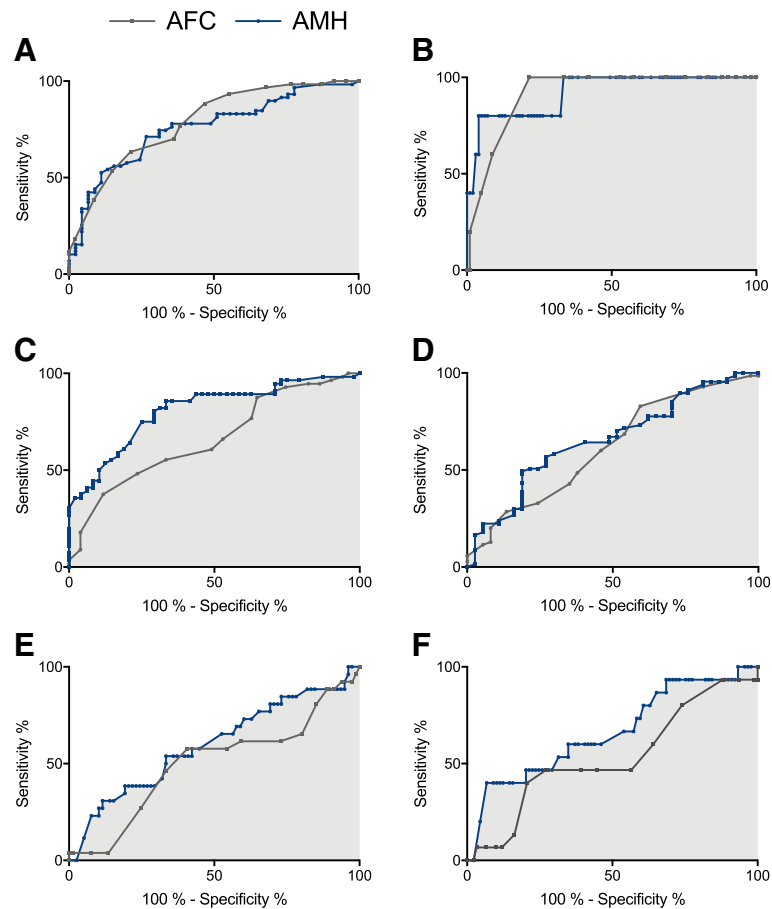 AFC AMH
A B
100 100
Sensitivity % Sensitivity %
50 50
0 0
0 50 100 0 50 100
100 % - Specificity % 100 % - Specificity %
C D
100 100
Sensitivity % Sensitivity %
50 50
0 0
0 50 100 0 50 100
100 % - Specificity % 100 % - Specificity %
E F
100 100
Sensitivity % Sensitivity %
50 50
0 0
0 50 100 0 50 100
100 % - Specificity % 100 % - Specificity %